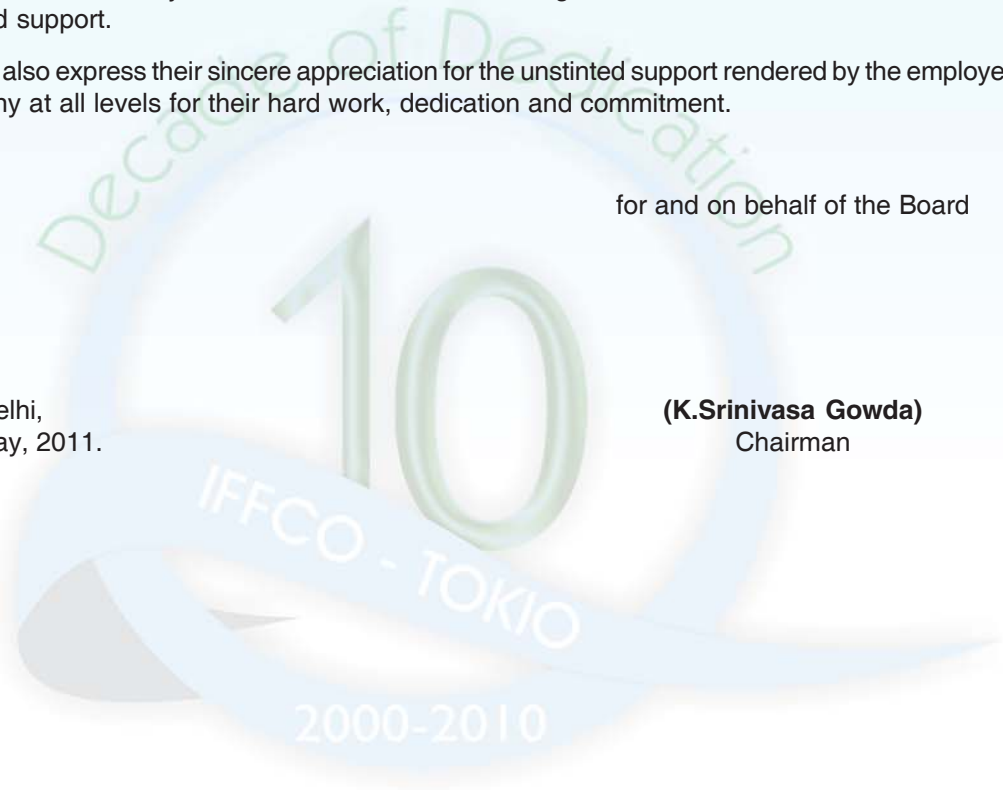 d support.
also express their sincere appreciation for the unstinted support rendered by the employe
ny at all levels for their hard work, dedication and commitment.
for and on behalf of the Board
elhi,
ay, 2011.
(K.Srinivasa Gowda)
Chairman
Decade of Dedication
10
IFFCO - TOKIO
2000-2010